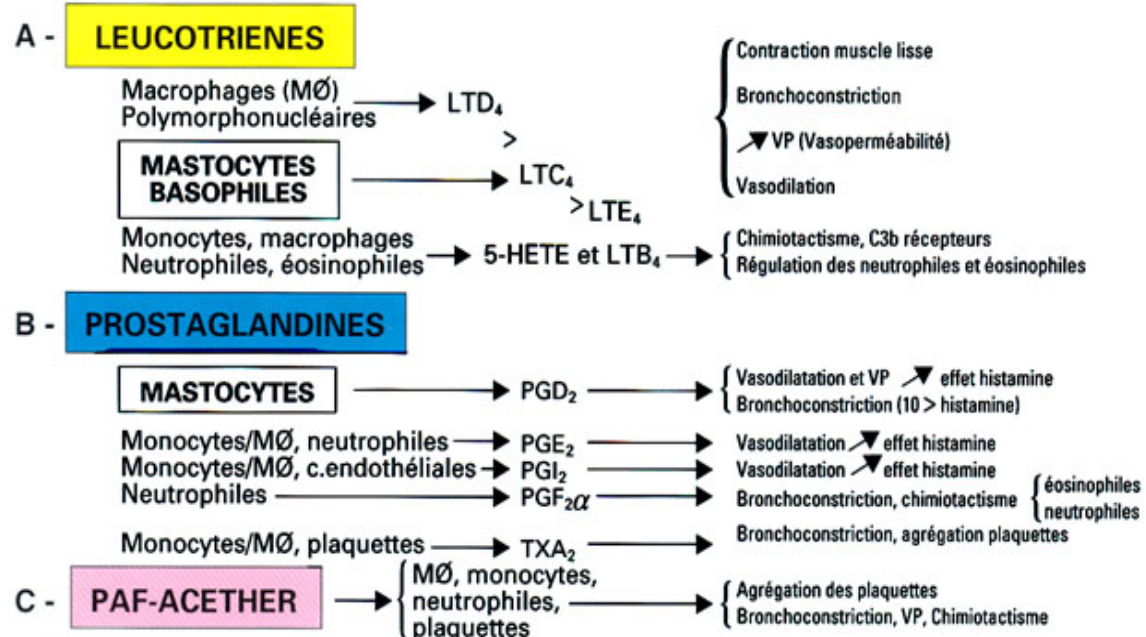 A - LEUCOTRIENES
Macrophages (MØ)
Polymorphonucléaires
LTD₄
>
MASTOCYTES
BASOPHILES
LTC₄
> LTE₄
Contraction muscle lisse
Bronchoconstriction
VP (Vasoperméabilité)
Vasodilation
Monocytes, macrophages
Neutrophiles, éosinophiles
5-HETE et LTB₄
Chimiotactisme, C3b récepteurs
Régulation des neutrophiles et éosinophiles
B - PROSTAGLANDINES
MASTOCYTES
PGD₂
Vasodilatation et VP effet histamine
Bronchoconstriction (10 > histamine)
Monocytes/MØ, neutrophiles PGE₂ Vasodilatation effet histamine
Monocytes/MØ, c.endothéliales PGI₂ Vasodilatation effet histamine
Neutrophiles PGF₂α Bronchoconstriction, chimiotactisme
éosinophiles
neutrophiles
Monocytes/MØ, plaquettes TXA₂ Bronchoconstriction, agrégation plaquettes
C - PAF-ACETHER
MØ, monocytes,
neutrophiles,
plaquettes
Agrégation des plaquettes
Bronchoconstriction, VP, Chimiotactisme